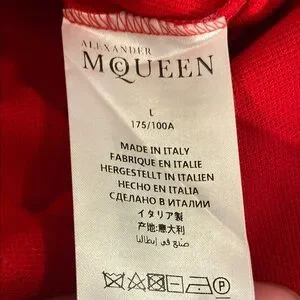 ALEXANDER
MCQUEEN
L
175/100A
MADE IN ITALY
FABRIQUE EN ITALIE
HERGESTELLT IN ITALIEN
HECHO EN ITALIA
СДЕЛАНО В ИТАЛИИ
イタリア製
产地:意大利
صنع في إيطاليا